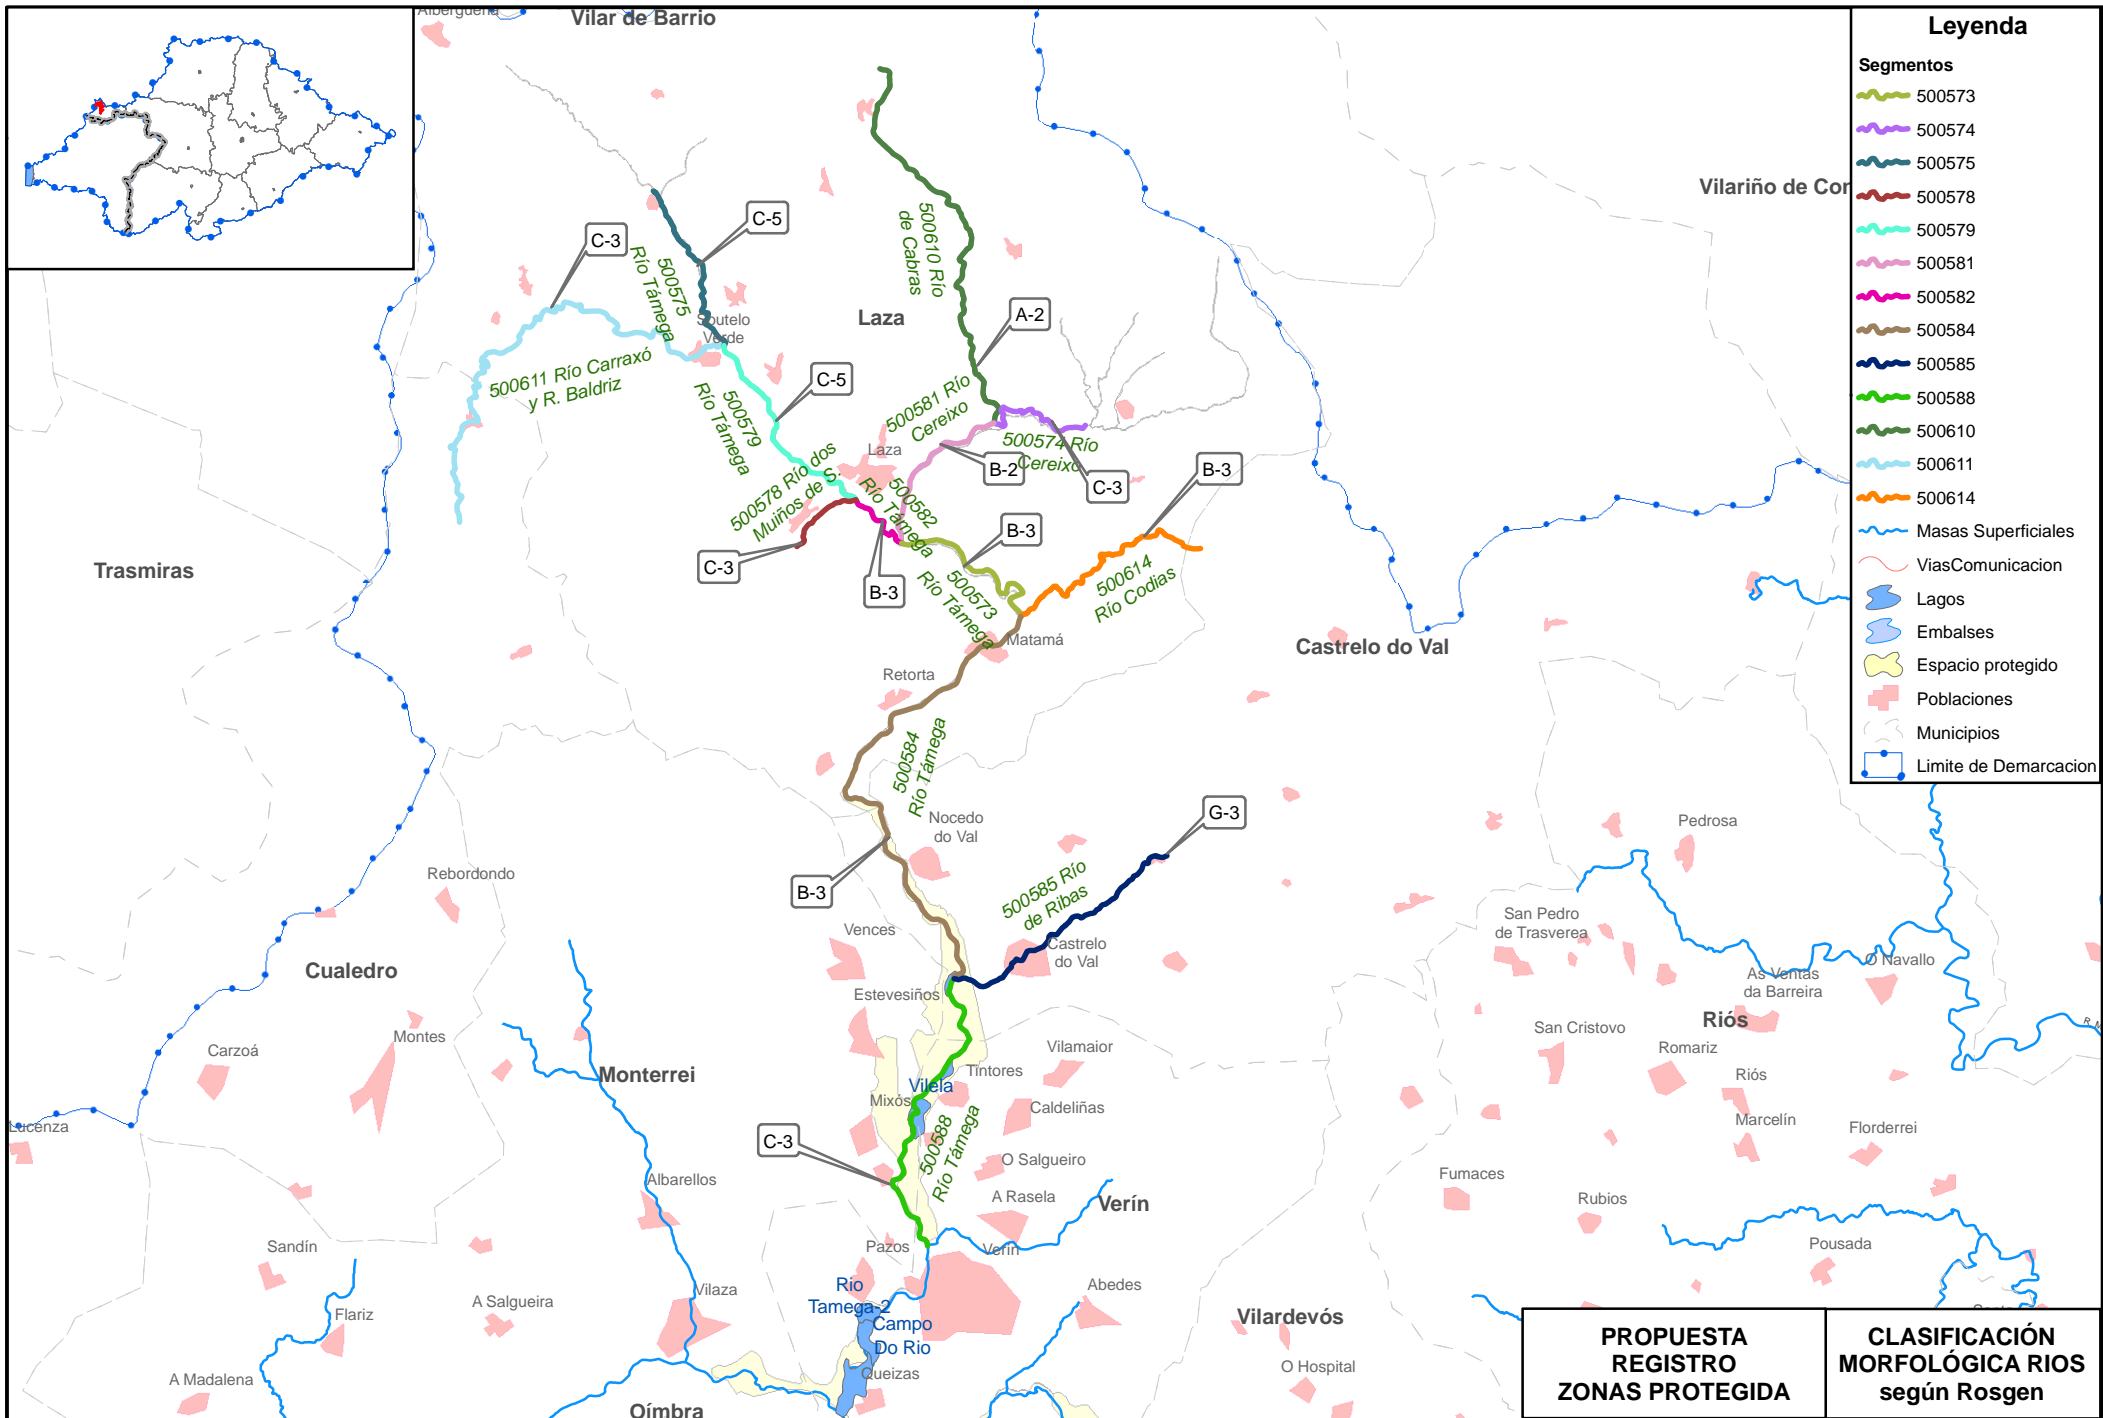 Alberguería
Vilar de Barrio
Leyenda
Segmentos
500573
500574
500575
500578
500579
500581
500582
500584
500585
500588
500610
500611
500614
Masas Superficiales
ViasComunicacion
Lagos
Embalses
Espacio protegido
Poblaciones
Municipios
Limite de Demarcacion
Vilariño de Con
C-5
C-3
500575
Río Támega
500610 Río
de Cabras
Laza
A-2
Soutelo
Verde
500611 Río Carraxó
y R. Baldriz
C-5
500579
Río Támega
500581 Río
Cereixo
500574 Río
Cereixo
Laza
B-2
C-3
B-3
500578 Río dos
Muiños de S.
500582
Río Támega
B-3
C-3
B-3
Trasmiras
500573
Río Támega
500614
Río Codias
Matamá
Castrelo do Val
Retorta
500584
Río Támega
Nocedo
do Val
G-3
Pedrosa
B-3
Rebordondo
500585 Río
de Ribas
Vences
Castrelo
do Val
San Pedro
de Trasverea
Cualedro
Estevesiños
As Ventas
da Barreira
O Navallo
Riós
San Cristovo
Romariz
Riós
Marcelín
Florderrei
Montes
Carzoá
Monterrei
Vilamaior
Tintores
Vilela
Mixós
Caldeliñas
500588
Río Támega
C-3
Lucenza
O Salgueiro
A Rasela
Albarellos
Verín
Fumaces
Rubios
Pousada
Sandín
Pazos
Verín
Abedes
Rio
Tamega-2
Campo
Do Rio
Queizas
Vilaza
A Salgueira
Flariz
Vilardevós
O Hospital
A Madalena
Oímbra
PROPUESTA
REGISTRO
ZONAS PROTEGIDA
CLASIFICACIÓN
MORFOLÓGICA RIOS
según Rosgen